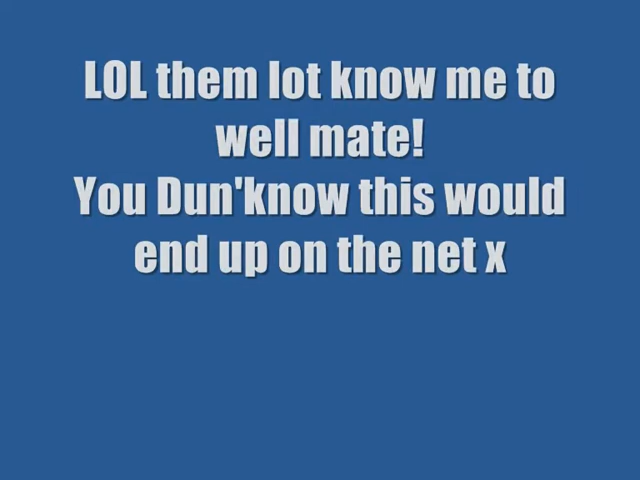 LOL them lot know me to
well mate!
You Dun'know this would
end up on the net x